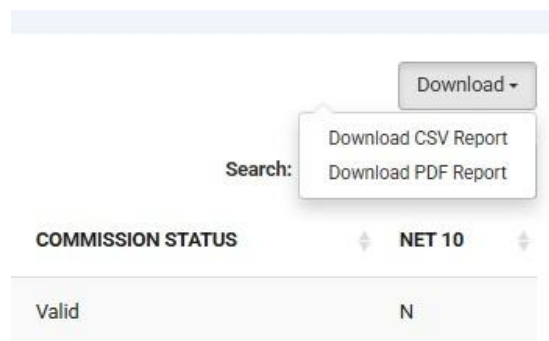 Download
Download CSV Report
Search:
Download PDF Report
COMMISSION STATUS NET 10
Valid N